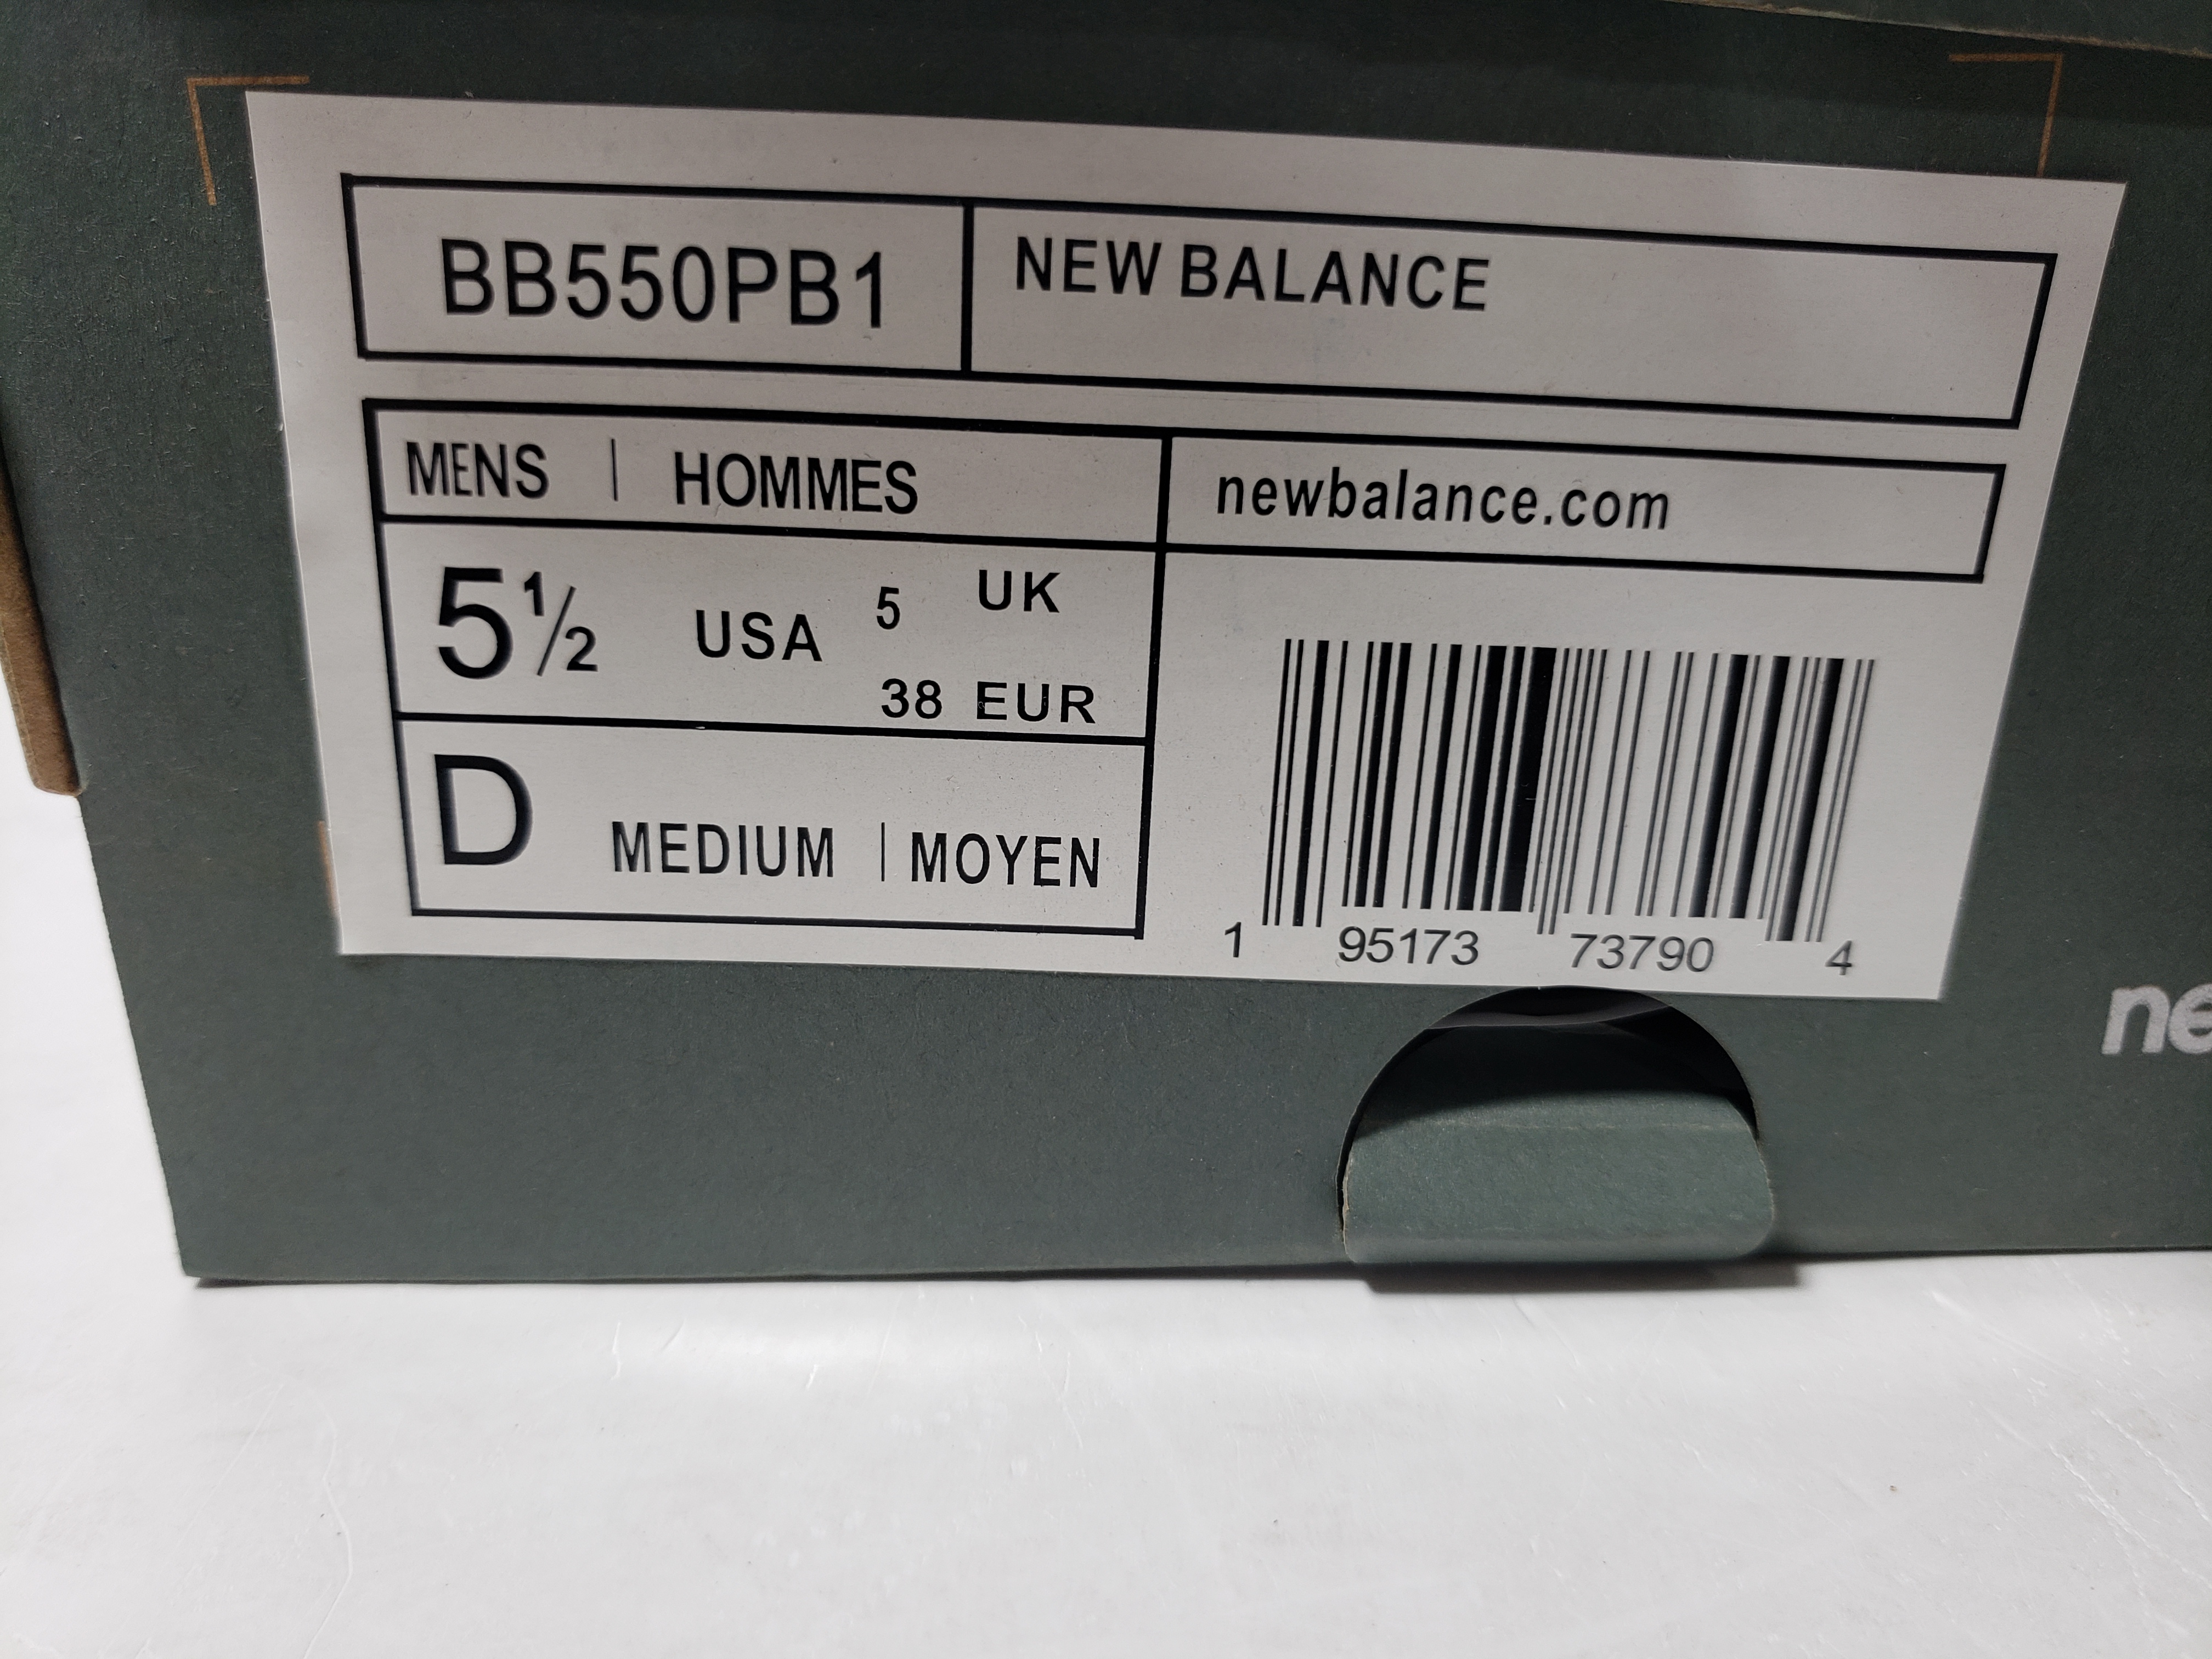 BB550PB1
NEW BALANCE
MENS | HOMMES
newbalance.com
5½ USA 5 UK
38 EUR
D MEDIUM | MOYEN
1 95173 73790 4
ne